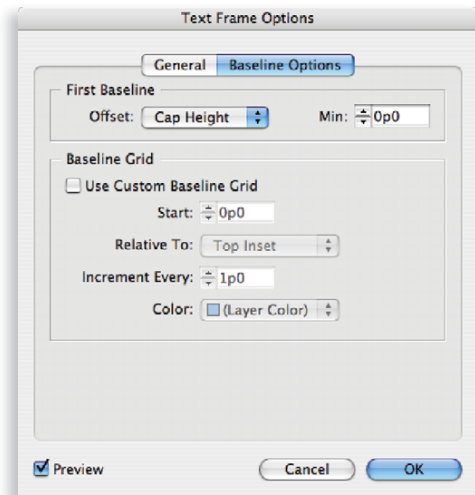 Text Frame Options
General Baseline Options
First Baseline
Offset: Cap Height Min: 0p0
Baseline Grid
Use Custom Baseline Grid
Start: 0p0
Relative To: Top Inset
Increment Every: 1p0
Color: (Layer Color)
Preview Cancel OK